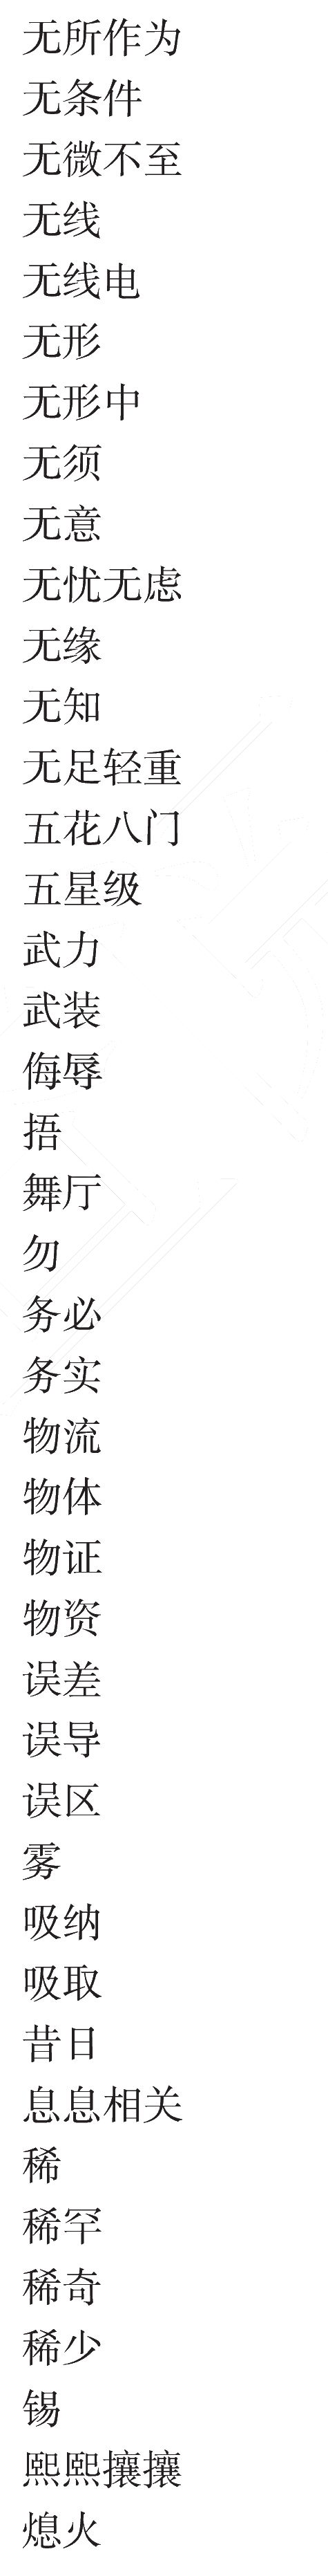 无所作为
无条件
无微不至
无线
无线电
无形
无形中
无须
无意
无忧无虑
无缘
无知
无足轻重
五花八门
五星级
武力
武装
侮辱
捂
舞厅
勿
务必
务实
物流
物体
物证
物资
误差
误导
误区
雾
吸纳
吸取
昔日
息息相关
稀
稀罕
稀奇
稀少
锡
熙熙攘攘
熄火